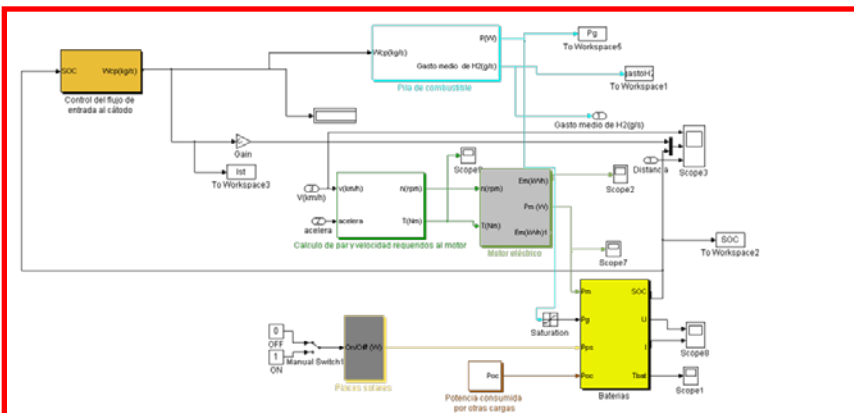 SOC
Wcp(kg/s)
Control del flujo de
entrada al cátodo
Wcp(kg/s)
P(W)
Gasto medio de H2(g/s)
Pila de combustible
Pg
To Workspace5
gastoH2
To Workspace1
1
Gasto medio de H2(g/s)
Gain
Ist
To Workspace3
Distancia
Scope3
1
V(km/h)
2
acelera
v(km/h)
acelera
n(rpm)
T(Nm)
Calculo de par y velocidad requeridos al motor
n(rpm)
T(Nm)
Em(kWh)
Pm (W)
Em(kWh)1
Motor eléctrico
Scope2
Scope7
SOC
To Workspace2
0
OFF
1
ON
Manual Switch1
On/Off (W)
Placas solares
Saturation
Poc
Potencia consumida
por otras cargas
Pm
Pg
Pps
Poc
SOC
U
I
Tbat
Baterias
Scope8
Scope1